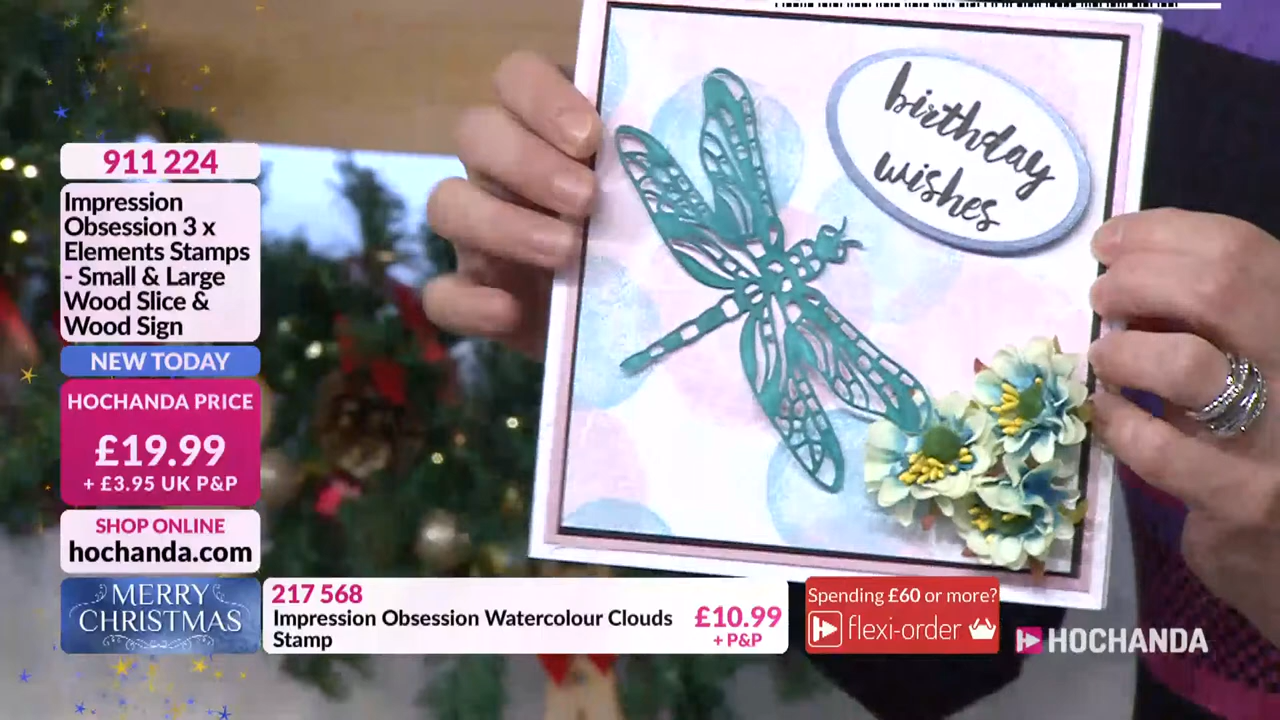 911 224
Impression
Obsession 3 x
Elements Stamps
- Small & Large
Wood Slice &
Wood Sign
NEW TODAY
HOCHANDA PRICE
£19.99
+ £3.95 UK P&P
SHOP ONLINE
hochanda.com
MERRY
CHRISTMAS
217 568
Impression Obsession Watercolour Clouds
Stamp
£10.99
+ P&P
Spending £60 or more?
flexi-order
HOCHANDA
birthday
wishes